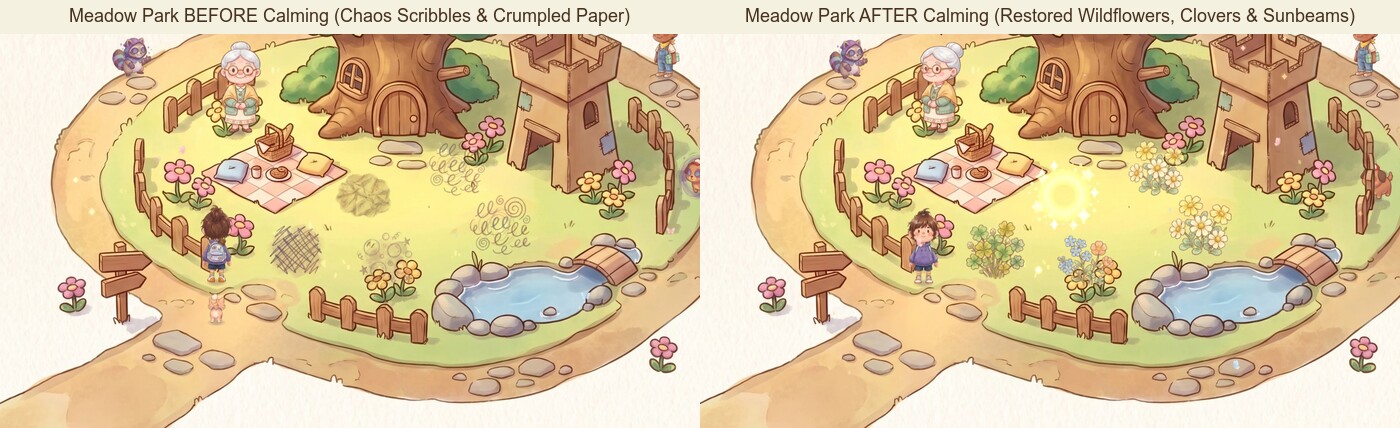 Meadow Park BEFORE Calming (Chaos Scribbles & Crumpled Paper)
Meadow Park AFTER Calming (Restored Wildflowers, Clovers & Sunbeams)